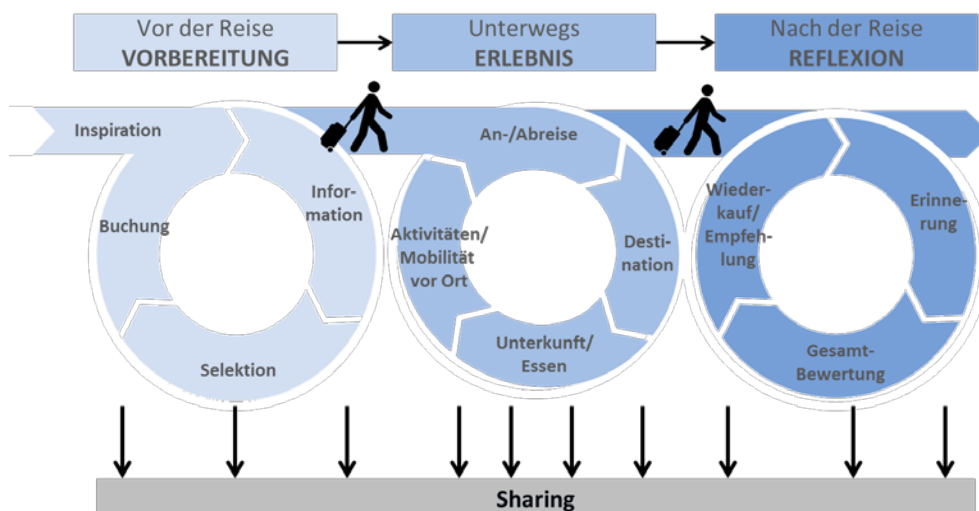 Vor der Reise
VORBEREITUNG
Unterwegs
ERLEBNIS
Nach der Reise
REFLEXION
Inspiration
Infor-
mation
Selektion
Buchung
An-/Abreise
Desti-
nation
Unterkunft/
Essen
Aktivitäten/
Mobilität
vor Ort
Erinne-
rung
Gesamt-
Bewertung
Wieder-
kauf/
Empfeh-
lung
Sharing